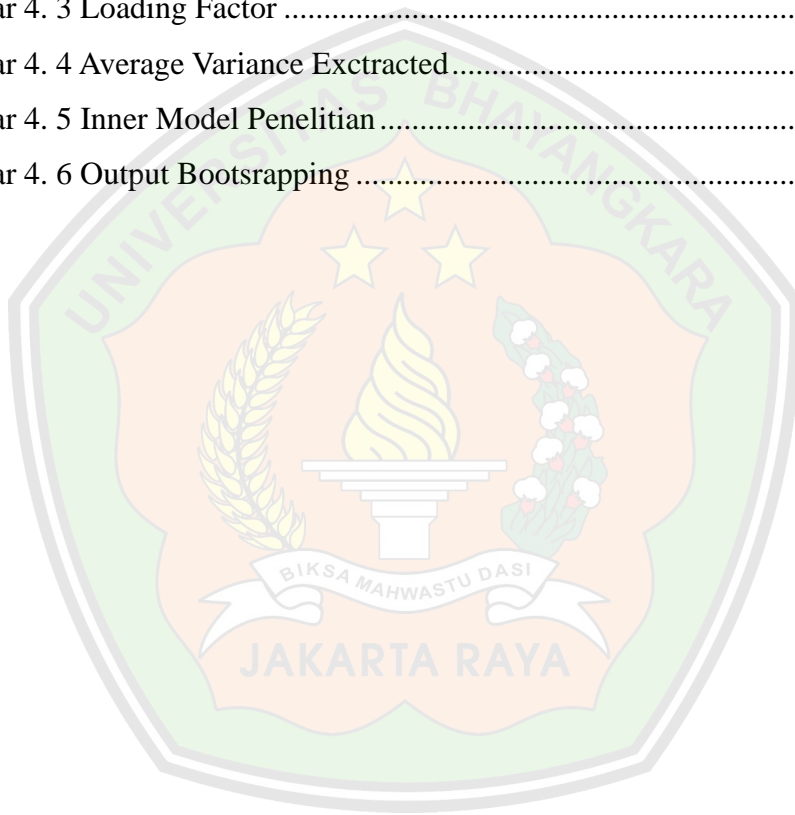 ar 4. 3 Loading Factor ................................................................
ar 4. 4 Average Variance Exctracted...........................................
ar 4. 5 Inner Model Penelitian ....................................................
ar 4. 6 Output Bootsrapping .......................................................
UNIVERSITAS BHAYANGKARA
BIKSA MAHWASTU DASI
JAKARTA RAYA